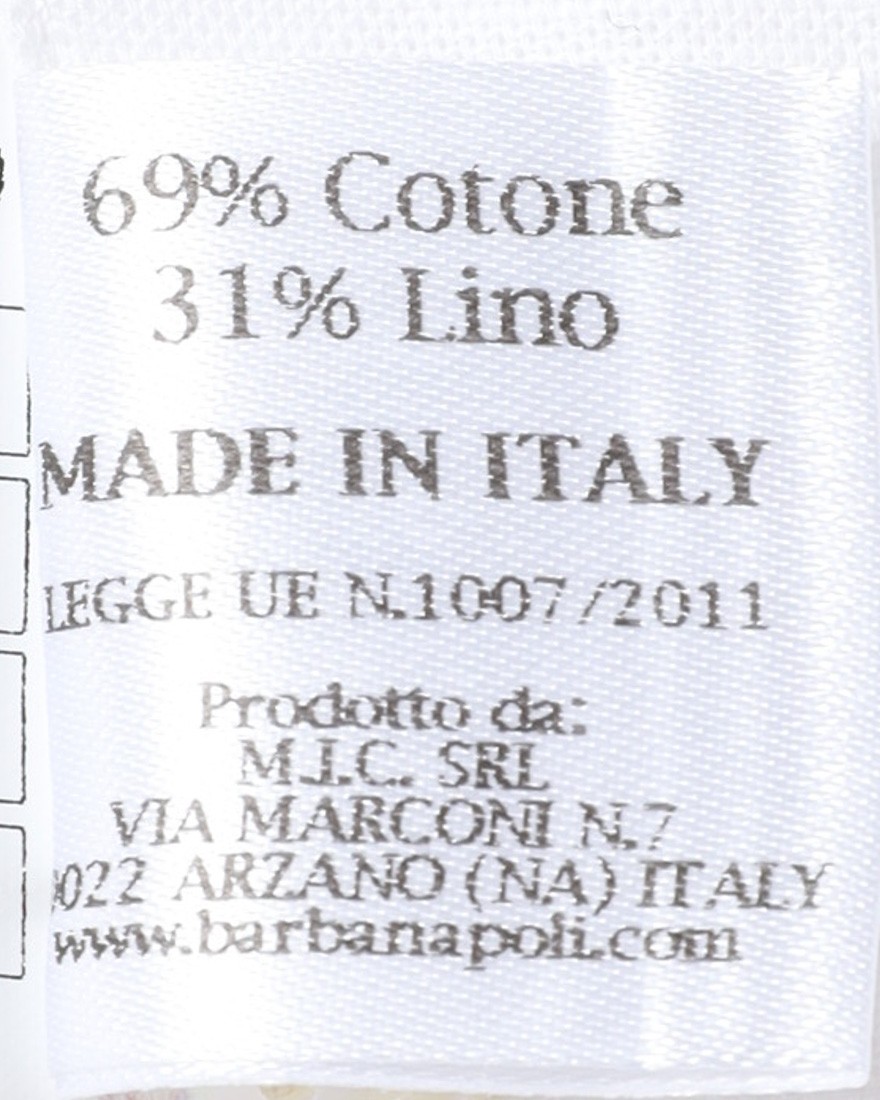 69% Cotone
31% Lino
MADE IN ITALY
LEGGE UE N.1007/2011
Prodotto da:
M.I.C. SRL
VIA MARCONI N.7
022 ARZANO (NA) ITALY
www.barbanapoli.com